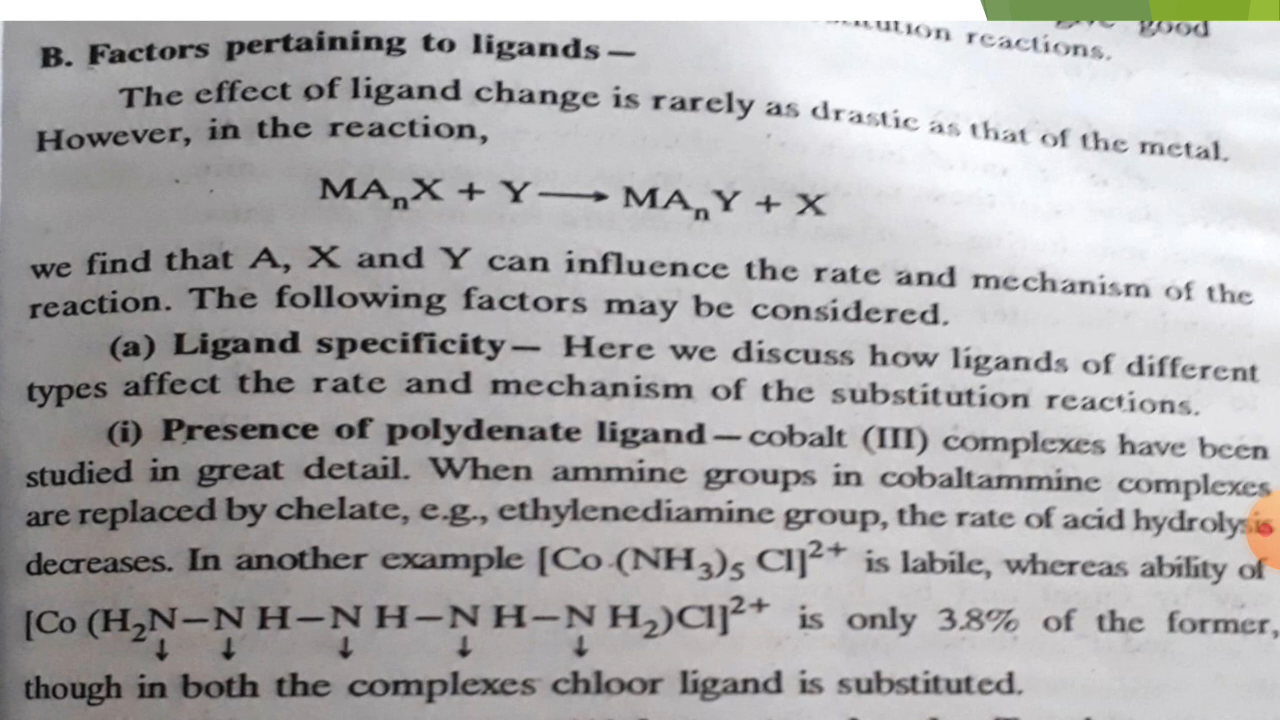 give good
itution reactions.
B. Factors pertaining to ligands —
The effect of ligand change is rarely as drastic as that of the metal.
However, in the reaction,
MAₙX + Y ⟶ MAₙY + X
we find that A, X and Y can influence the rate and mechanism of the
reaction. The following factors may be considered.
(a) Ligand specificity — Here we discuss how ligands of different
types affect the rate and mechanism of the substitution reactions.
(i) Presence of polydenate ligand — cobalt (III) complexes have been
studied in great detail. When ammine groups in cobaltammine complexes
are replaced by chelate, e.g., ethylenediamine group, the rate of acid hydrolysis
decreases. In another example [Co (NH₃)₅ Cl]²⁺ is labile, whereas ability of
[Co (H₂N–N H–N H–N H–N H₂)Cl]²⁺ is only 3.8% of the former,
↓ ↓ ↓ ↓ ↓
though in both the complexes chloor ligand is substituted.